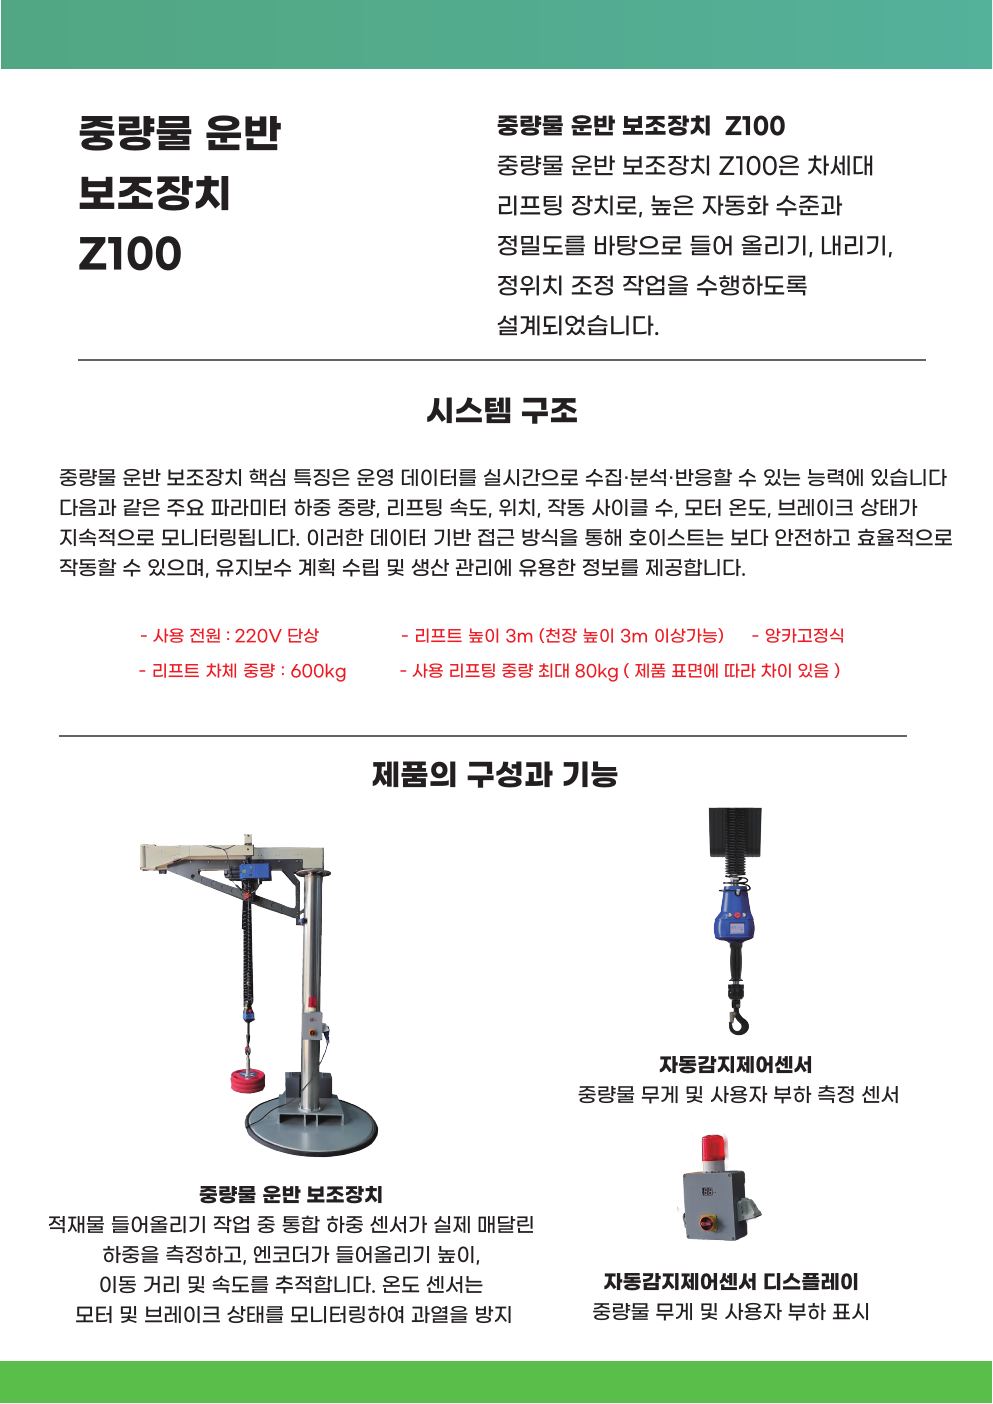 중량물 운반
보조장치
Z100
중량물 운반 보조장치 Z100
중량물 운반 보조장치 Z100은 차세대
리프팅 장치로, 높은 자동화 수준과
정밀도를 바탕으로 들어 올리기, 내리기,
정위치 조정 작업을 수행하도록
설계되었습니다.
시스템 구조
중량물 운반 보조장치 핵심 특징은 운영 데이터를 실시간으로 수집·분석·반응할 수 있는 능력에 있습니다
다음과 같은 주요 파라미터 하중 중량, 리프팅 속도, 위치, 작동 사이클 수, 모터 온도, 브레이크 상태가
지속적으로 모니터링됩니다. 이러한 데이터 기반 접근 방식을 통해 호이스트는 보다 안전하고 효율적으로
작동할 수 있으며, 유지보수 계획 수립 및 생산 관리에 유용한 정보를 제공합니다.
- 사용 전원 : 220V 단상 - 리프트 높이 3m (천장 높이 3m 이상가능) - 앙카고정식
- 리프트 차체 중량 : 600kg - 사용 리프팅 중량 최대 80kg ( 제품 표면에 따라 차이 있음 )
제품의 구성과 기능
자동감지제어센서
중량물 무게 및 사용자 부하 측정 센서
중량물 운반 보조장치
적재물 들어올리기 작업 중 통합 하중 센서가 실제 매달린
하중을 측정하고, 엔코더가 들어올리기 높이,
이동 거리 및 속도를 추적합니다. 온도 센서는
모터 및 브레이크 상태를 모니터링하여 과열을 방지
자동감지제어센서 디스플레이
중량물 무게 및 사용자 부하 표시